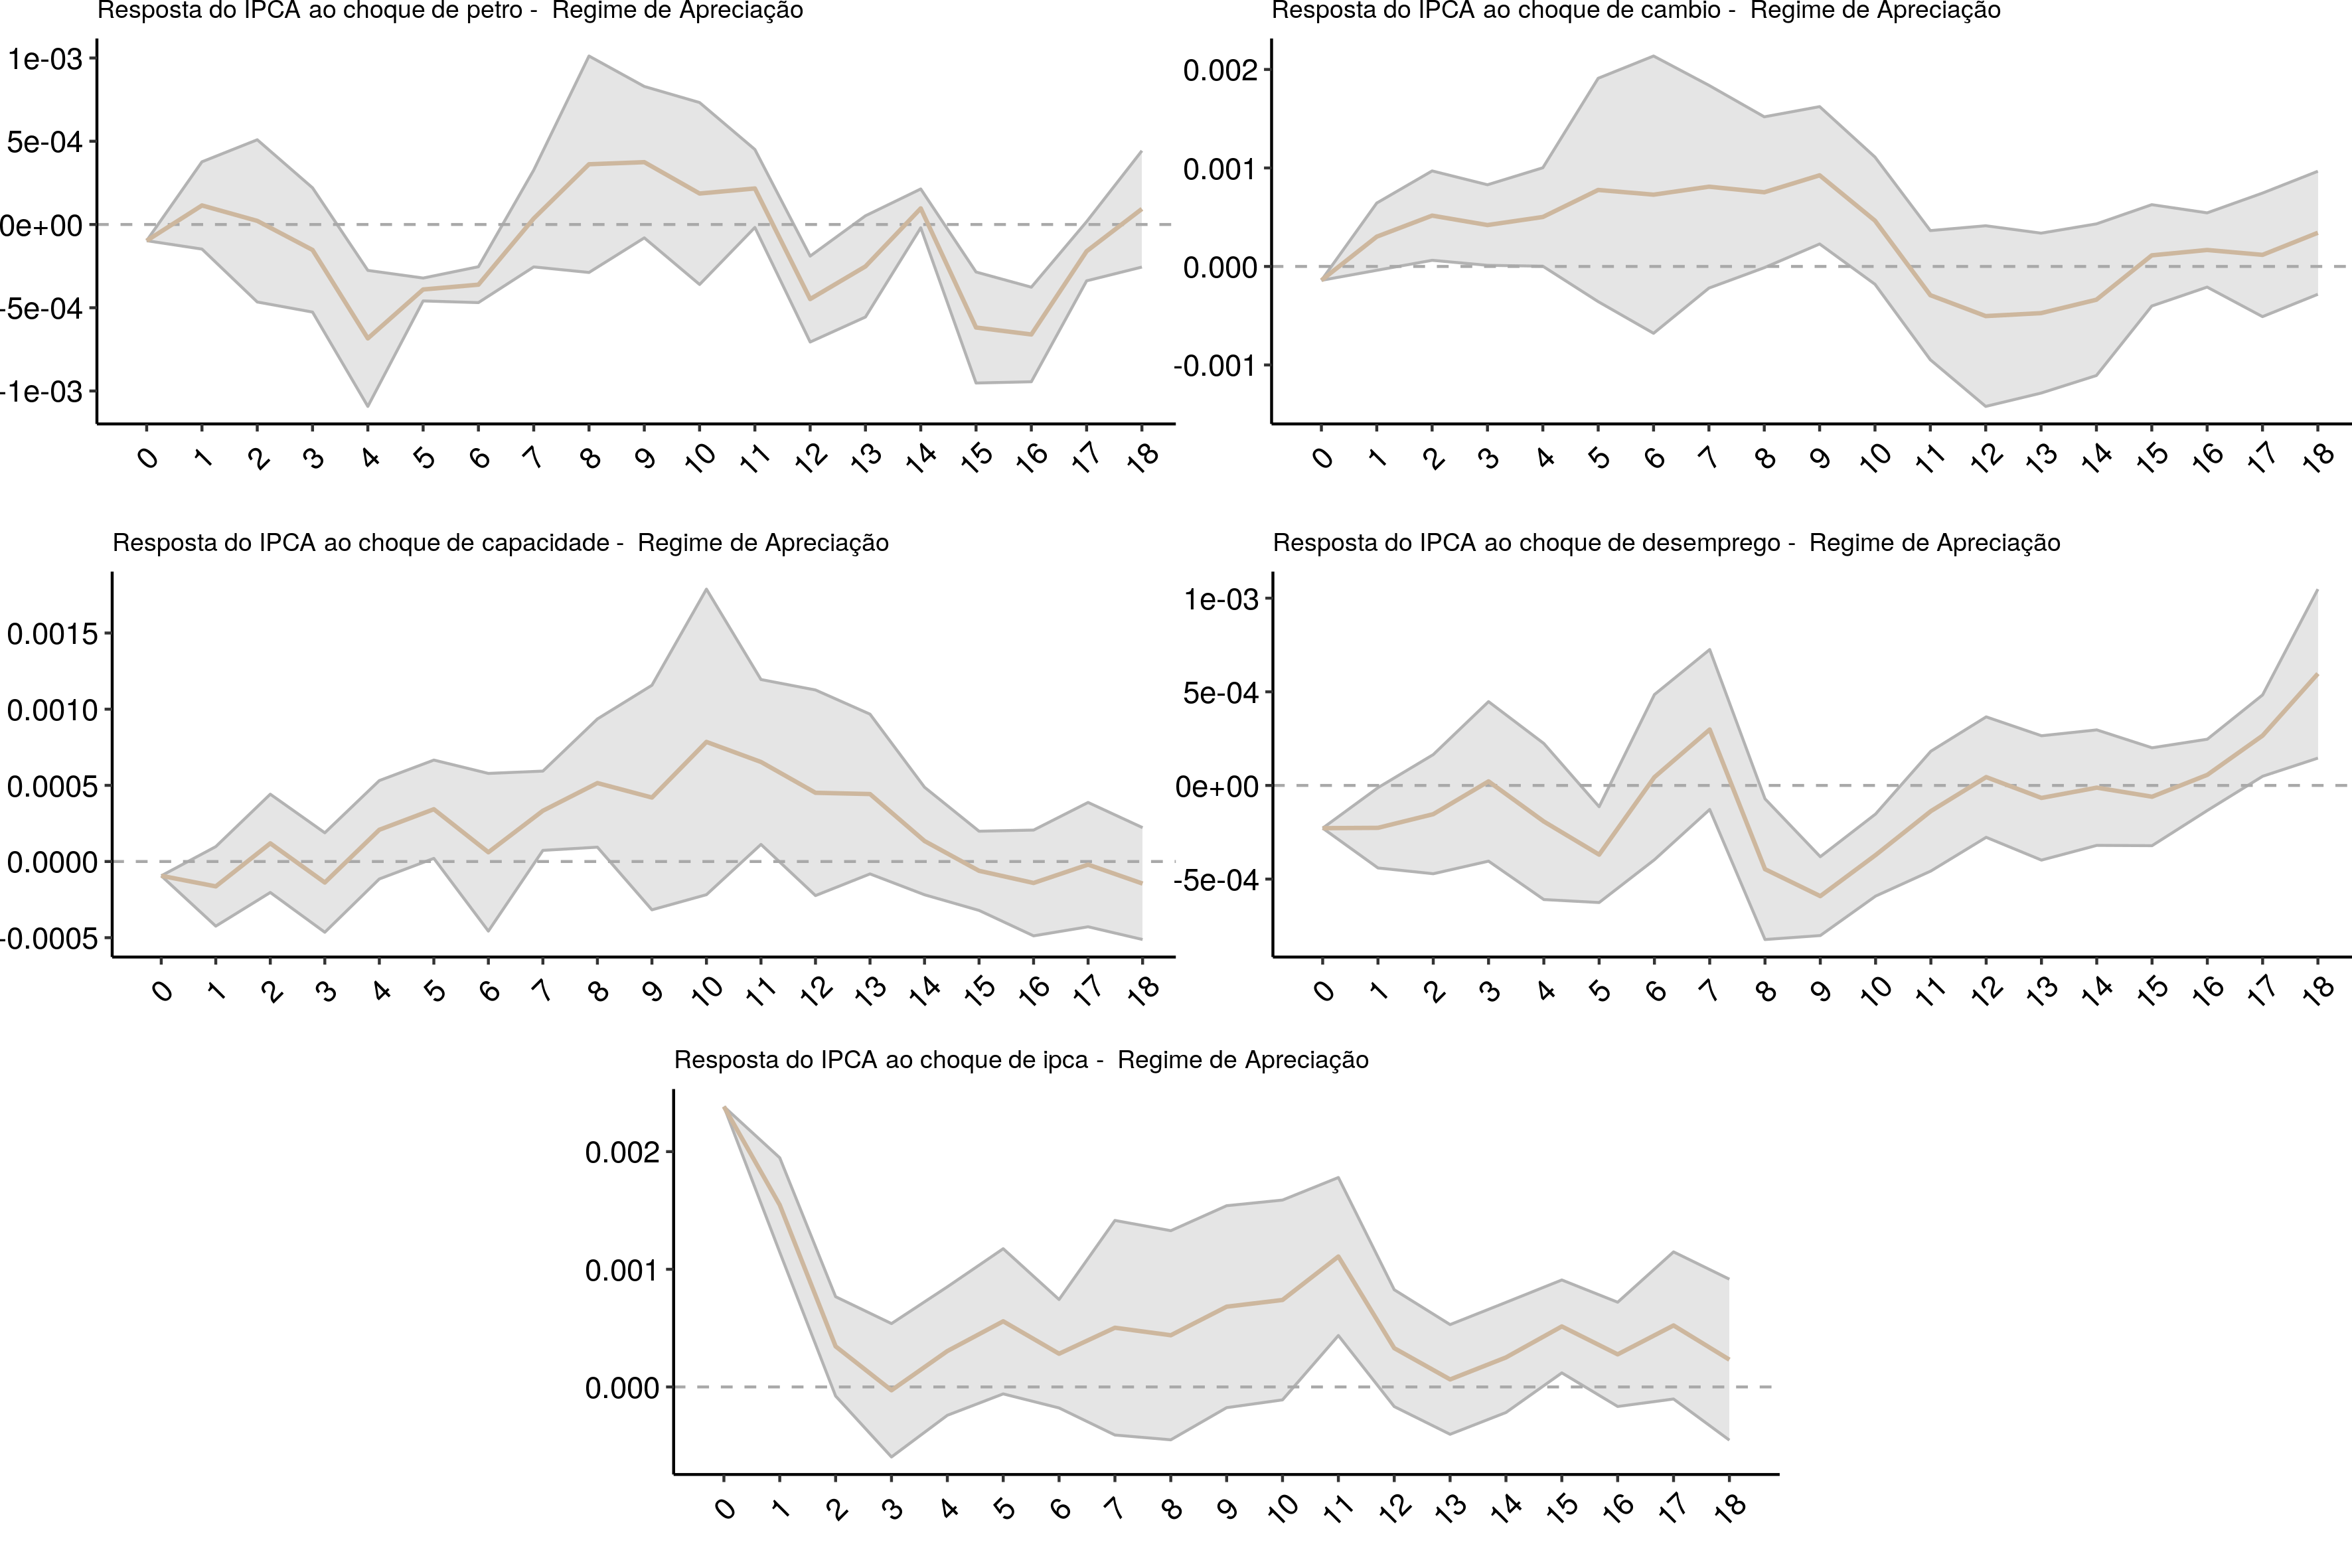 Resposta do IPCA ao choque de petro - Regime de Apreciação
1e-03
5e-04
0e+00
-5e-04
-1e-03
0 1 2 3 4 5 6 7 8 9 10 11 12 13 14 15 16 17 18
Resposta do IPCA ao choque de cambio - Regime de Apreciação
0.002
0.001
0.000
-0.001
0 1 2 3 4 5 6 7 8 9 10 11 12 13 14 15 16 17 18
Resposta do IPCA ao choque de capacidade - Regime de Apreciação
0.0015
0.0010
0.0005
0.0000
-0.0005
0 1 2 3 4 5 6 7 8 9 10 11 12 13 14 15 16 17 18
Resposta do IPCA ao choque de desemprego - Regime de Apreciação
1e-03
5e-04
0e+00
-5e-04
0 1 2 3 4 5 6 7 8 9 10 11 12 13 14 15 16 17 18
Resposta do IPCA ao choque de ipca - Regime de Apreciação
0.002
0.001
0.000
0 1 2 3 4 5 6 7 8 9 10 11 12 13 14 15 16 17 18